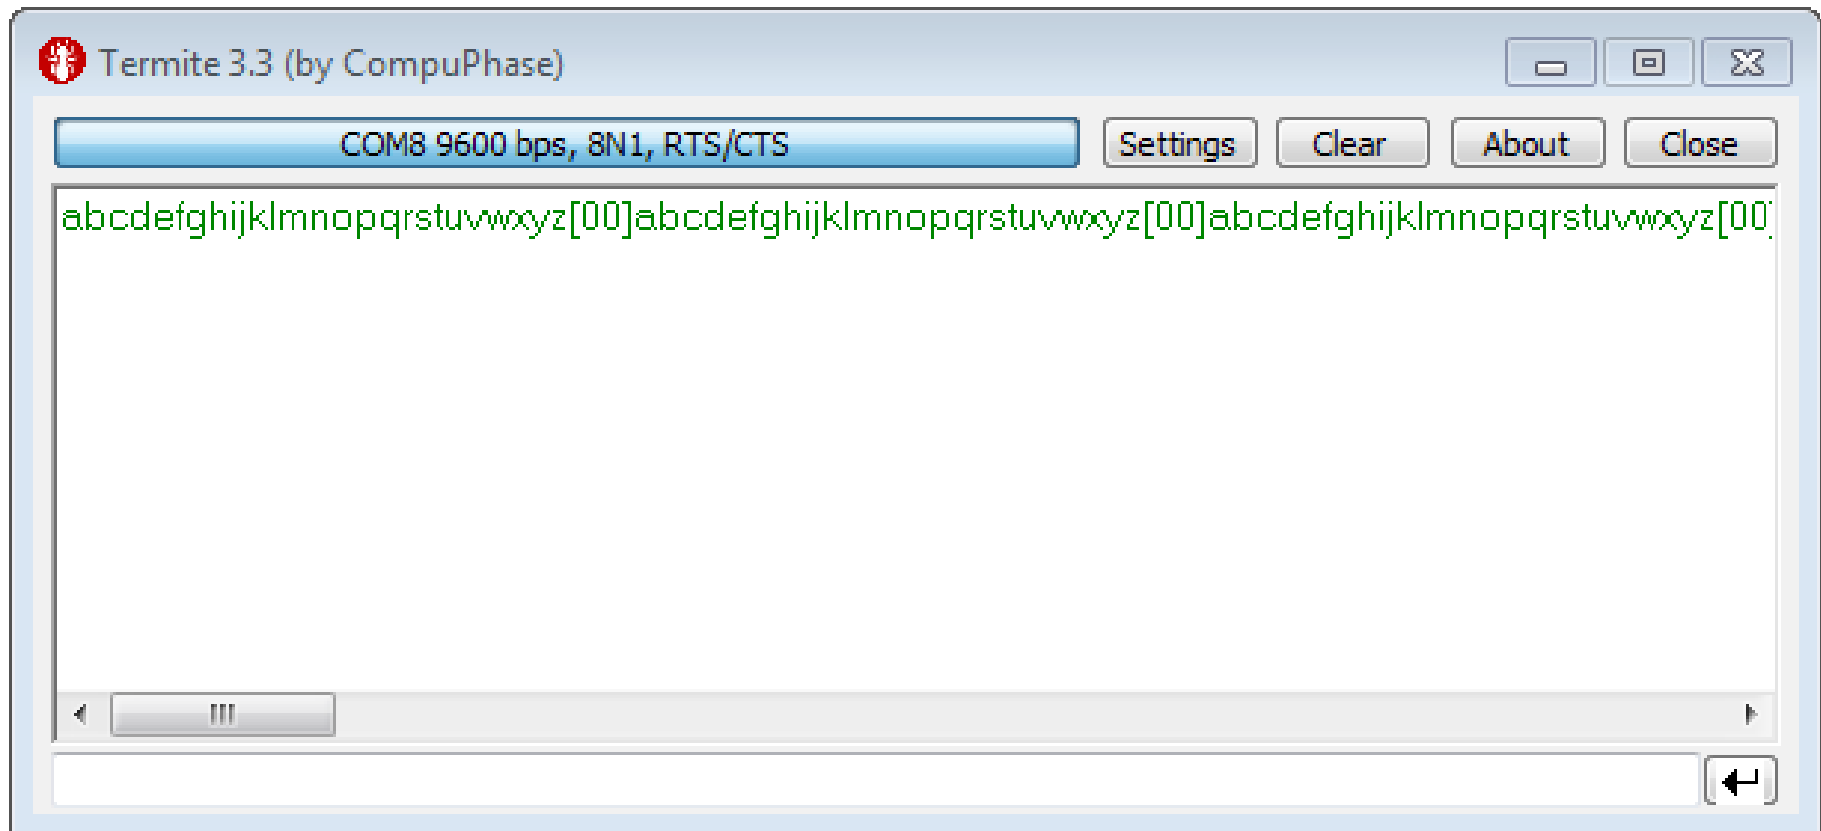 Termite 3.3 (by CompuPhase)
COM8 9600 bps, 8N1, RTS/CTS Settings Clear About Close
abcdefghijklmnopqrstuvwxyz[00]abcdefghijklmnopqrstuvwxyz[00]abcdefghijklmnopqrstuvwxyz[00]